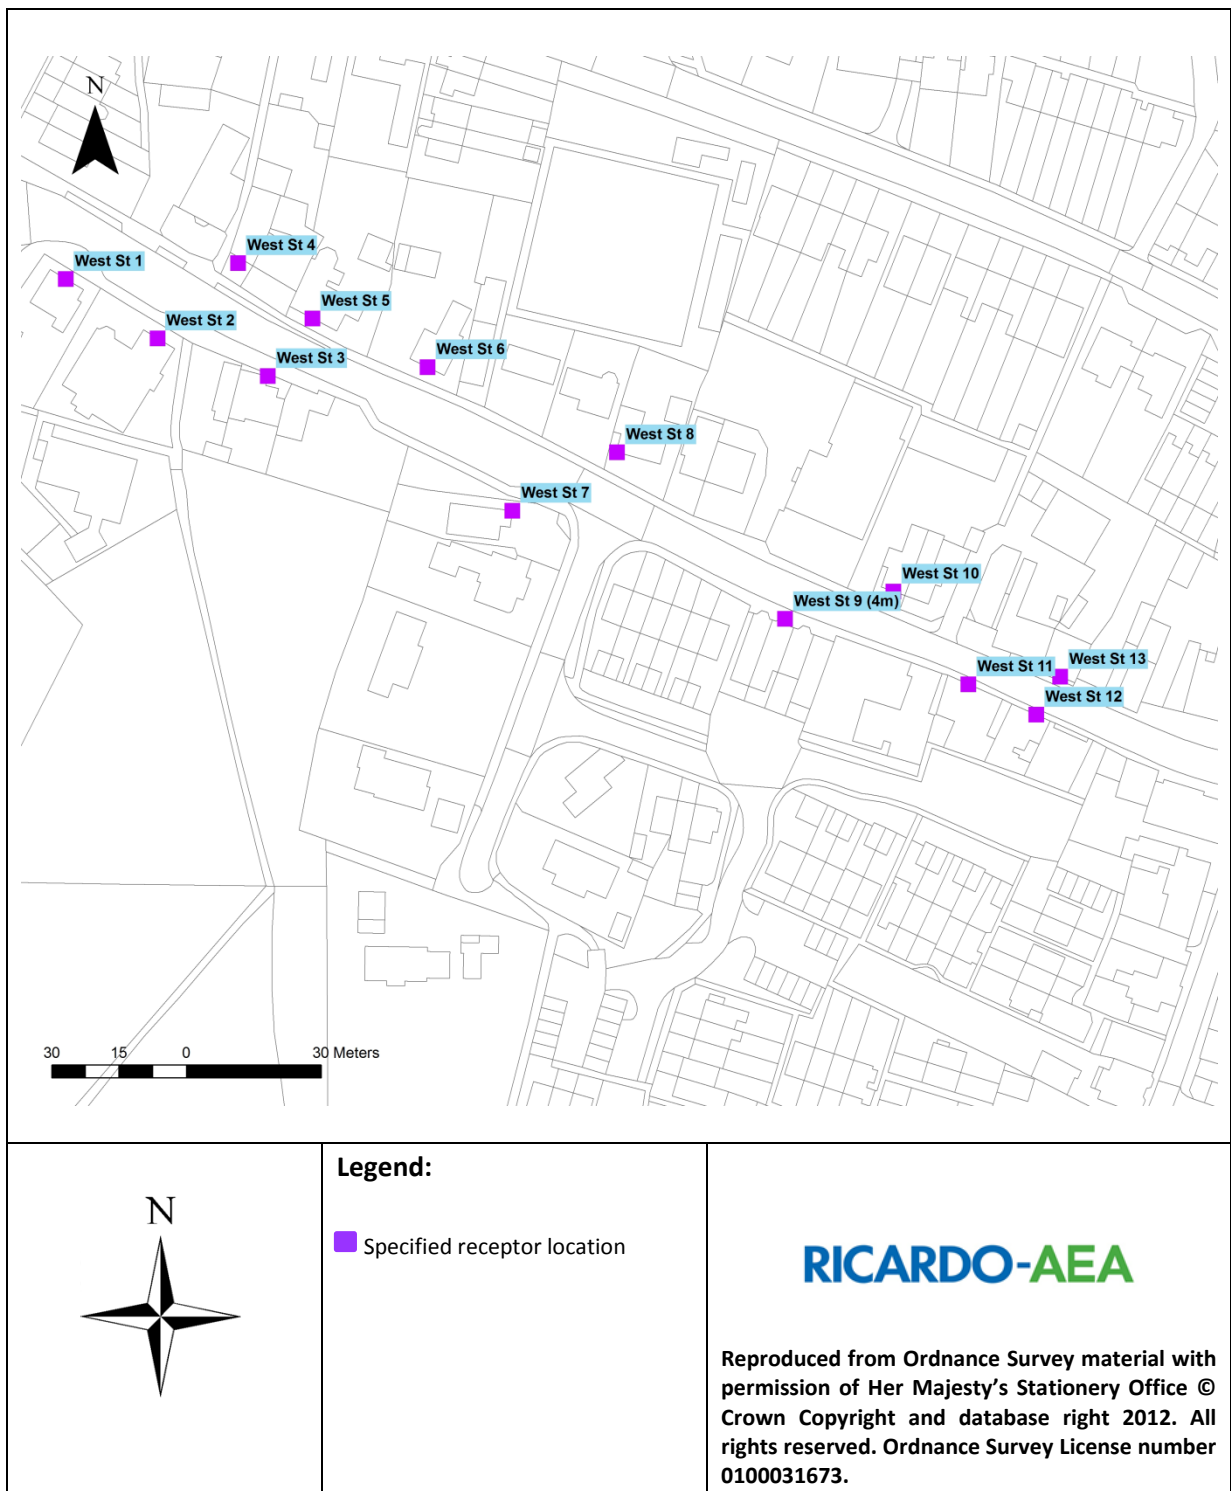 N
West St 4
West St 1
West St 5
West St 2
West St 6
West St 3
West St 8
West St 7
West St 10
West St 9 (4m)
West St 13
West St 11
West St 12
30 15 0 30 Meters
N
Legend:
Specified receptor location
RICARDO-AEA
Reproduced from Ordnance Survey material with
permission of Her Majesty’s Stationery Office ©
Crown Copyright and database right 2012. All
rights reserved. Ordnance Survey License number
0100031673.